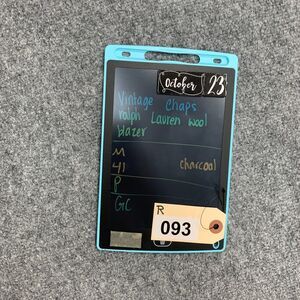 October 23
Vintage Chaps
ralph Lauren wool
blazer
M
41 charcoal
P
GC
R
093